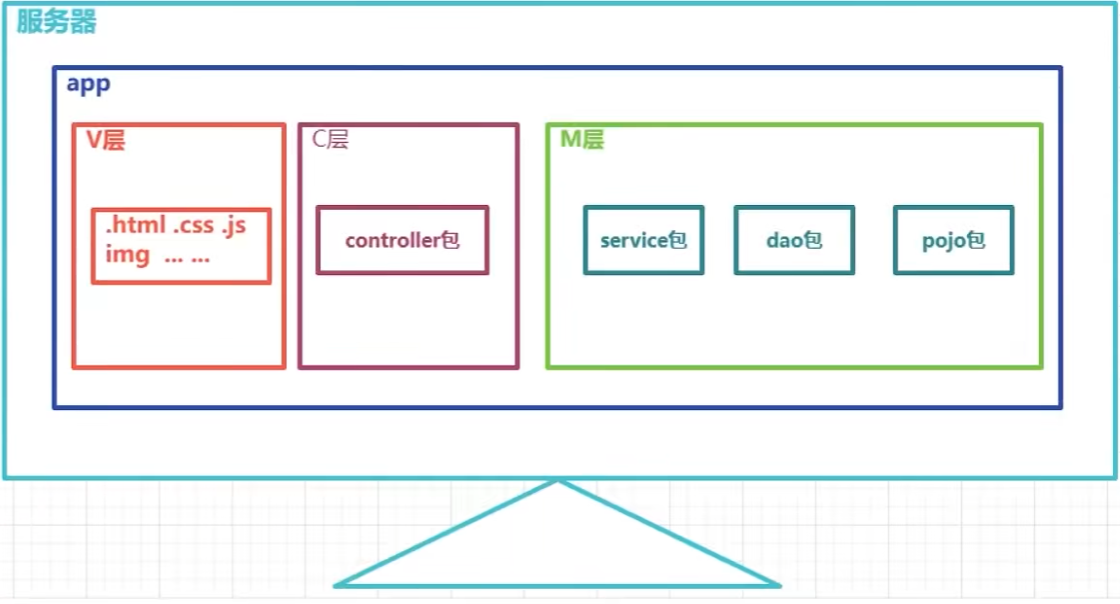 服务器
app
V层
C层
M层
.html .css .js
img ... ...
controller包
service包
dao包
pojo包